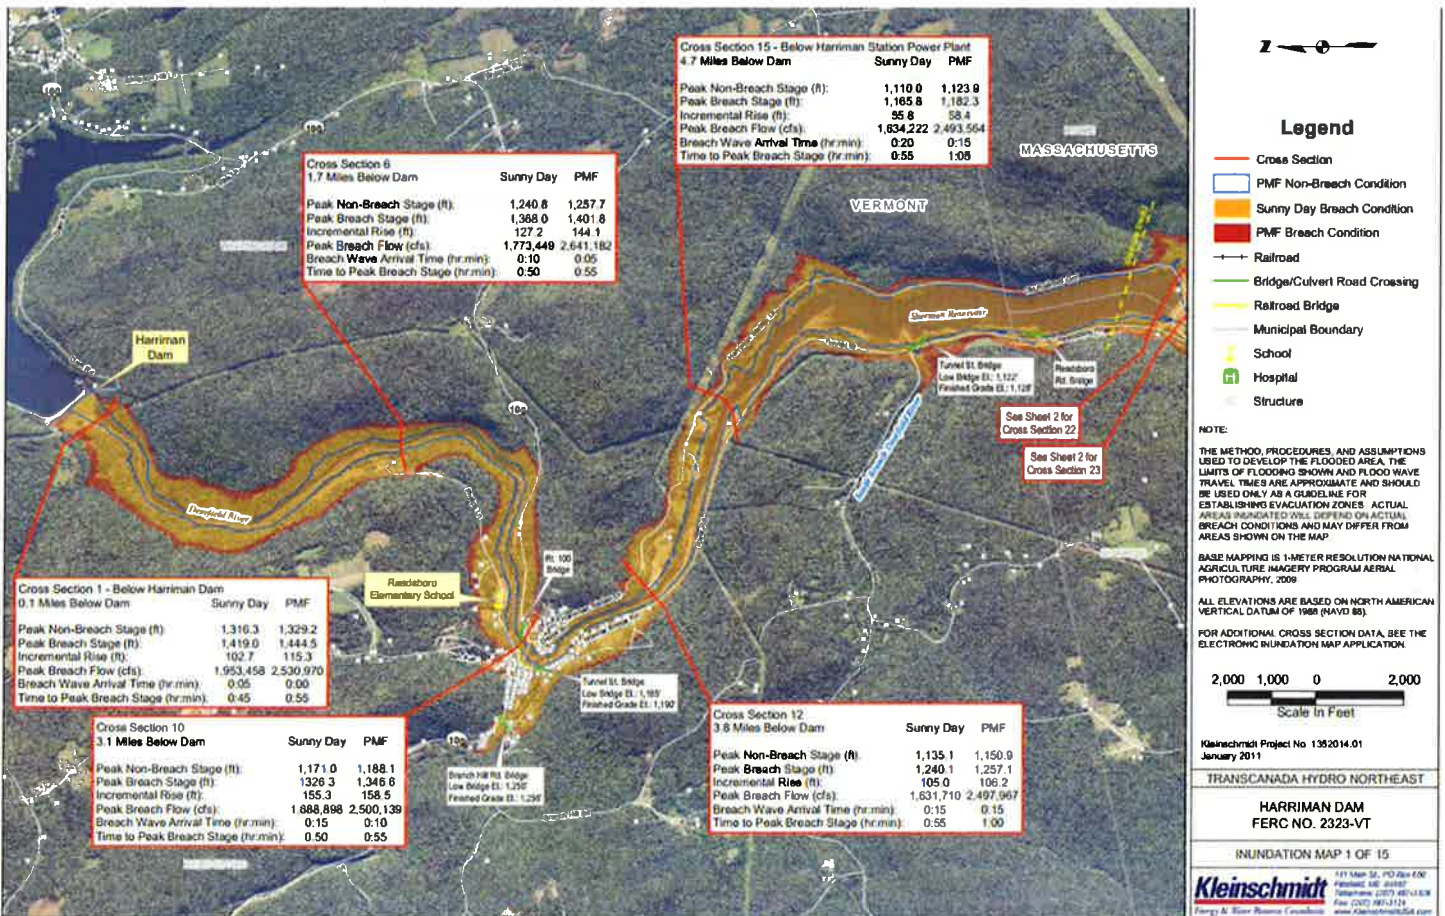 Cross Section 15 - Below Harriman Station Power Plant
4.7 Miles Below Dam Sunny Day PMF
Peak Non-Breach Stage (ft): 1,110.0 1,123.9
Peak Breach Stage (ft): 1,165.8 1,182.3
Incremental Rise (ft): 55.8 58.4
Peak Breach Flow (cfs): 1,634,222 2,493,564
Breach Wave Arrival Time (hr:min): 0:20 0:15
Time to Peak Breach Stage (hr:min): 0:55 1:05
Cross Section 6
1.7 Miles Below Dam Sunny Day PMF
Peak Non-Breach Stage (ft): 1,240.8 1,257.7
Peak Breach Stage (ft): 1,368.0 1,401.8
Incremental Rise (ft): 127.2 144.1
Peak Breach Flow (cfs): 1,773,449 2,641,182
Breach Wave Arrival Time (hr:min): 0:10 0:05
Time to Peak Breach Stage (hr:min): 0:50 0:55
MASSACHUSETTS
VERMONT
100
Harriman
Dam
Sherman Reservoir
Tunnel St. Bridge
Low Bridge El.: 1,122'
Finished Grade El.: 1,128'
Readsboro
Rd. Bridge
100
See Sheet 2 for
Cross Section 22
See Sheet 2 for
Cross Section 23
Deerfield River
Rt. 100
Bridge
Readsboro
Elementary School
Cross Section 1 - Below Harriman Dam
0.1 Miles Below Dam Sunny Day PMF
Peak Non-Breach Stage (ft): 1,316.3 1,329.2
Peak Breach Stage (ft): 1,419.0 1,444.5
Incremental Rise (ft): 102.7 115.3
Peak Breach Flow (cfs): 1,953,458 2,530,970
Breach Wave Arrival Time (hr:min): 0:05 0:00
Time to Peak Breach Stage (hr:min): 0:45 0:55
Tunnel St. Bridge
Low Bridge El.: 1,185'
Finished Grade El.: 1,190'
Cross Section 10
3.1 Miles Below Dam Sunny Day PMF
Peak Non-Breach Stage (ft): 1,171.0 1,188.1
Peak Breach Stage (ft): 1326.3 1,346.6
Incremental Rise (ft): 155.3 158.5
Peak Breach Flow (cfs): 1,688,898 2,500,139
Breach Wave Arrival Time (hr:min): 0:15 0:10
Time to Peak Breach Stage (hr:min): 0:50 0:55
100
Branch Hill Rd. Bridge
Low Bridge El.: 1,250'
Finished Grade El.: 1,256'
Cross Section 12
3.8 Miles Below Dam Sunny Day PMF
Peak Non-Breach Stage (ft): 1,135.1 1,150.9
Peak Breach Stage (ft): 1,240.1 1,257.1
Incremental Rise (ft): 105.0 106.2
Peak Breach Flow (cfs): 1,631,710 2,497,967
Breach Wave Arrival Time (hr:min): 0:15 0:15
Time to Peak Breach Stage (hr:min): 0:55 1:00
Z
Legend
Cross Section
PMF Non-Breach Condition
Sunny Day Breach Condition
PMF Breach Condition
Railroad
Bridge/Culvert Road Crossing
Railroad Bridge
Municipal Boundary
School
H Hospital
Structure
NOTE:
THE METHOD, PROCEDURES, AND ASSUMPTIONS
USED TO DEVELOP THE FLOODED AREA, THE
LIMITS OF FLOODING SHOWN AND FLOOD WAVE
TRAVEL TIMES ARE APPROXIMATE AND SHOULD
BE USED ONLY AS A GUIDELINE FOR
ESTABLISHING EVACUATION ZONES. ACTUAL
AREAS INUNDATED WILL DEPEND ON ACTUAL
BREACH CONDITIONS AND MAY DIFFER FROM
AREAS SHOWN ON THE MAP.
BASE MAPPING IS 1-METER RESOLUTION NATIONAL
AGRICULTURE IMAGERY PROGRAM AERIAL
PHOTOGRAPHY, 2009
ALL ELEVATIONS ARE BASED ON NORTH AMERICAN
VERTICAL DATUM OF 1988 (NAVD 88).
FOR ADDITIONAL CROSS SECTION DATA, SEE THE
ELECTRONIC INUNDATION MAP APPLICATION.
2,000 1,000 0 2,000
Scale In Feet
Kleinschmidt Project No. 1352014.01
January 2011
TRANSCANADA HYDRO NORTHEAST
HARRIMAN DAM
FERC NO. 2323-VT
INUNDATION MAP 1 OF 15
Kleinschmidt